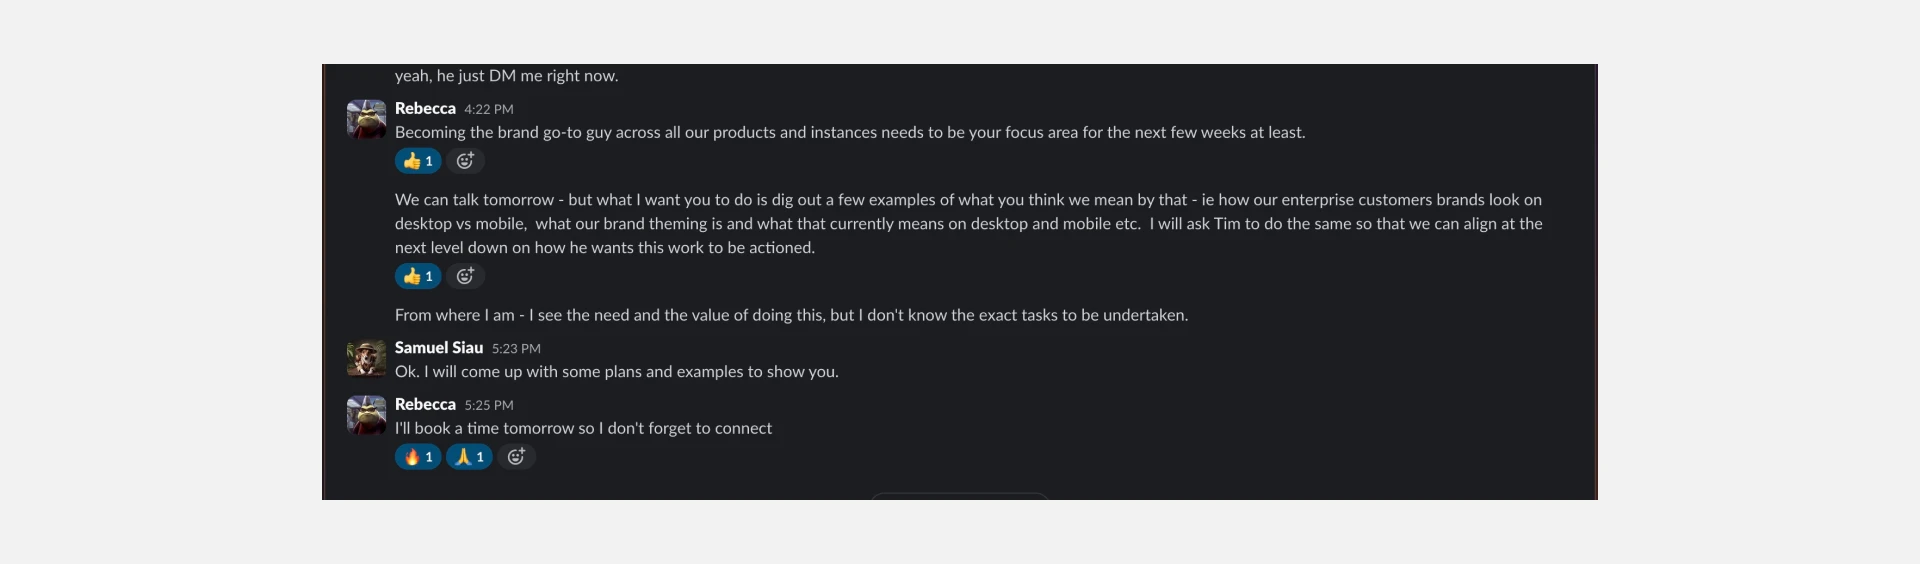 yeah, he just DM me right now.
Rebecca 4:22 PM
Becoming the brand go-to guy across all our products and instances needs to be your focus area for the next few weeks at least.
👍 1
We can talk tomorrow - but what I want you to do is dig out a few examples of what you think we mean by that - ie how our enterprise customers brands look on
desktop vs mobile,  what our brand theming is and what that currently means on desktop and mobile etc.  I will ask Tim to do the same so that we can align at the
next level down on how he wants this work to be actioned.
👍 1
From where I am - I see the need and the value of doing this, but I don't know the exact tasks to be undertaken.
Samuel Siau 5:23 PM
Ok. I will come up with some plans and examples to show you.
Rebecca 5:25 PM
I'll book a time tomorrow so I don't forget to connect
🔥 1 🙏 1